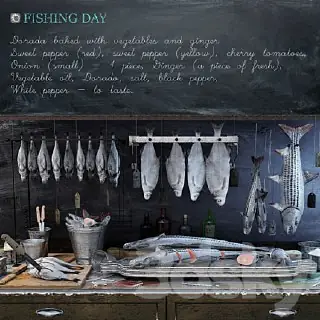 FISHING DAY
Dorado baked with vegetables and ginger.
Sweet pepper (red), sweet pepper (yellow), cherry tomatoes,
Onion (small) - 1 piece, Ginger (a piece of fresh),
Vegetable oil, Dorado, salt, black pepper,
White pepper - to taste.